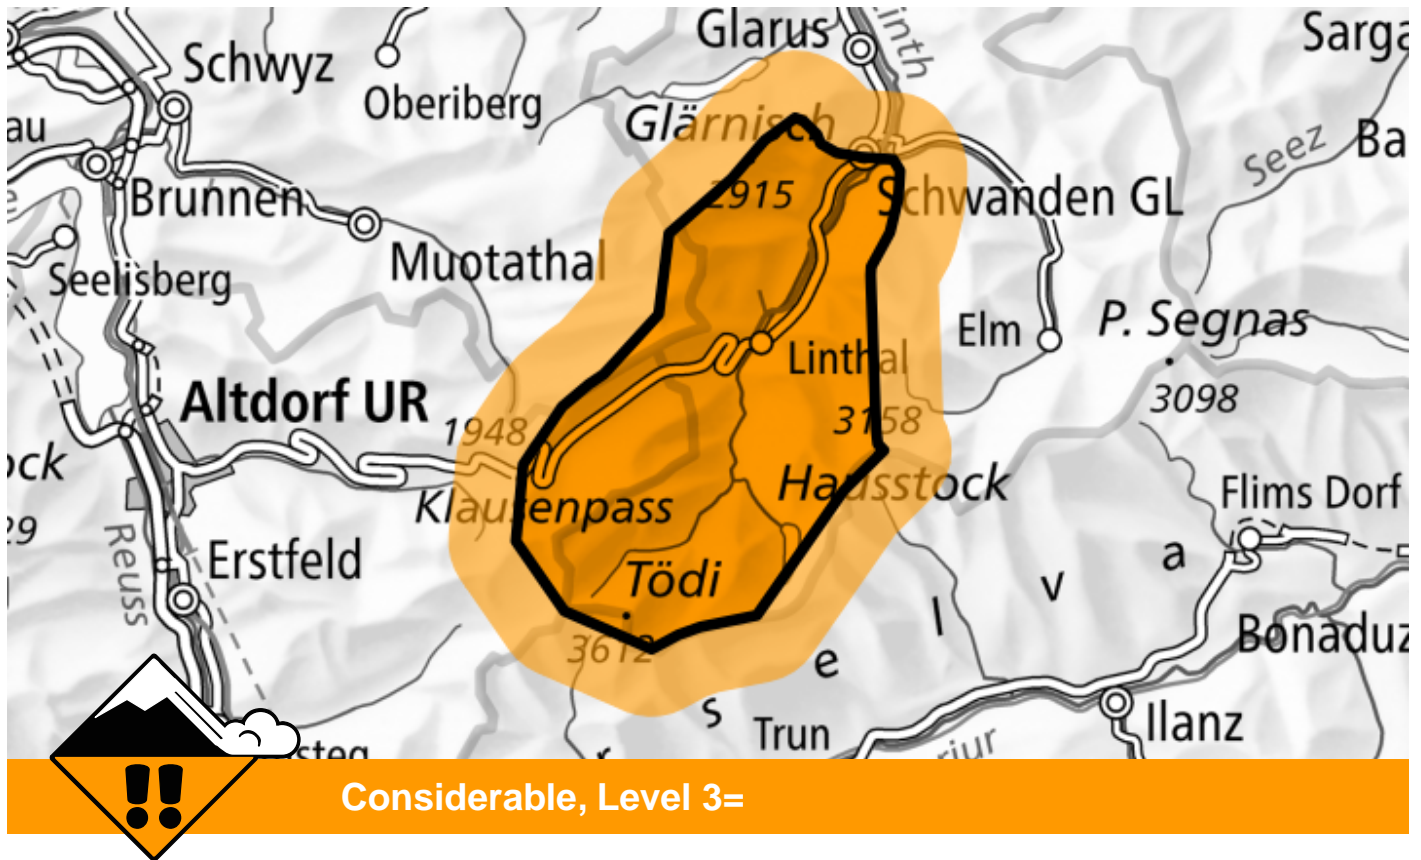 Glarus
Linth
Sarga
Schwyz
Oberiberg
Glärnisch
au
Seez
Ba
2915
Schwanden GL
Brunnen
Muotathal
Seelisberg
Elm
P. Segnas
Linthal
3098
Altdorf UR
1948
3158
ock
Klausenpass
Hausstock
Flims Dorf
29
Reuss
Erstfeld
Tödi
a
v
l
3612
e
Bonaduz
s
Trun
Ilanz
r
steg
Considerable, Level 3=